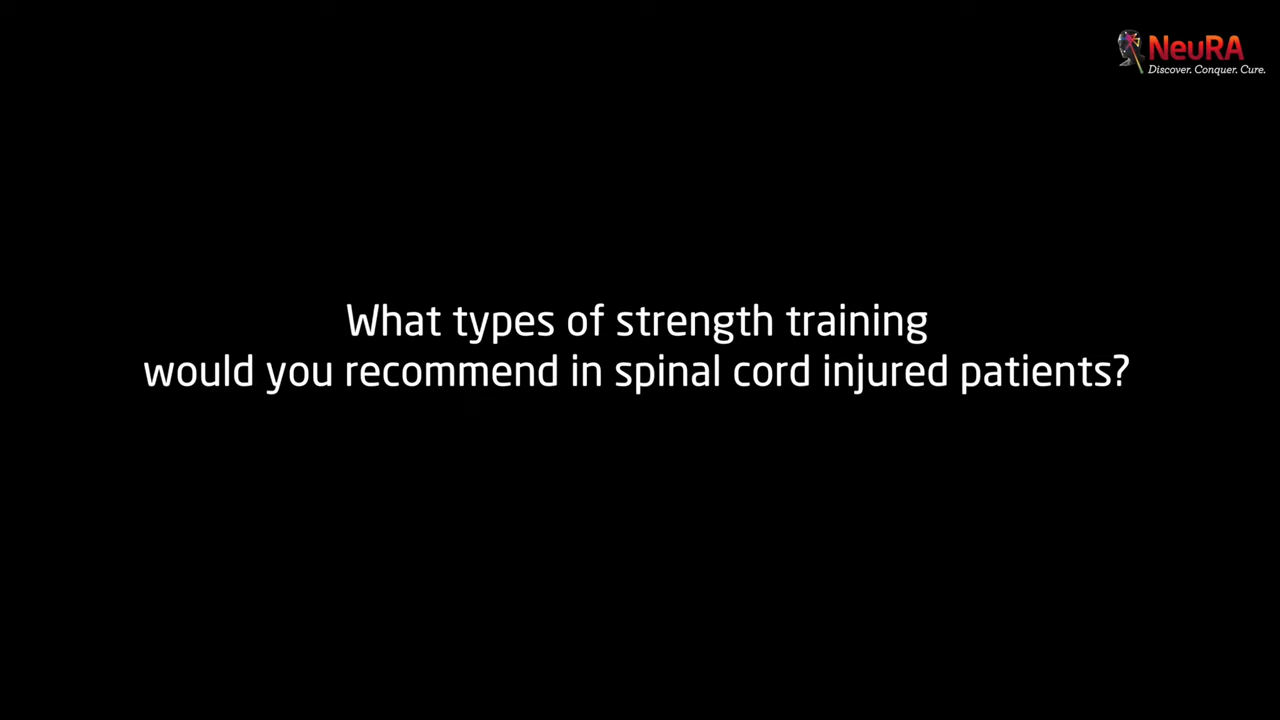 NeuRA
Discover. Conquer. Cure.
What types of strength training
would you recommend in spinal cord injured patients?